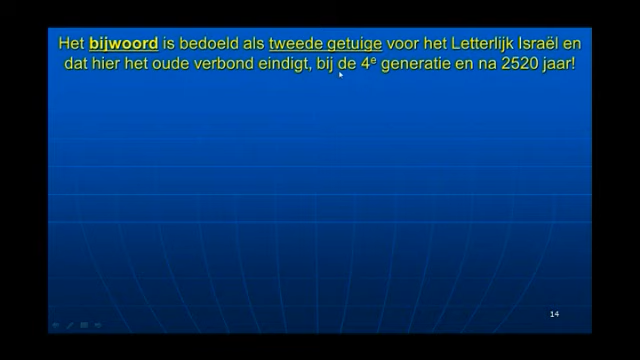 Het bijwoord is bedoeld als tweede getuige voor het Letterlijk Israël en
dat hier het oude verbond eindigt, bij de 4e generatie en na 2520 jaar!
14